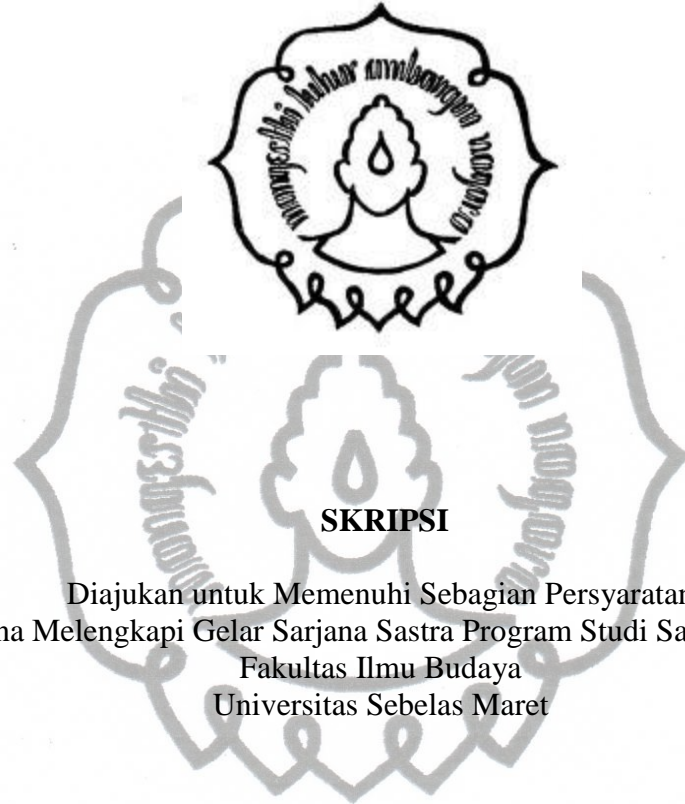 mangesthi luhur ambangun nagara
SKRIPSI
Diajukan untuk Memenuhi Sebagian Persyaratan
Melengkapi Gelar Sarjana Sastra Program Studi
Fakultas Ilmu Budaya
Universitas Sebelas Maret